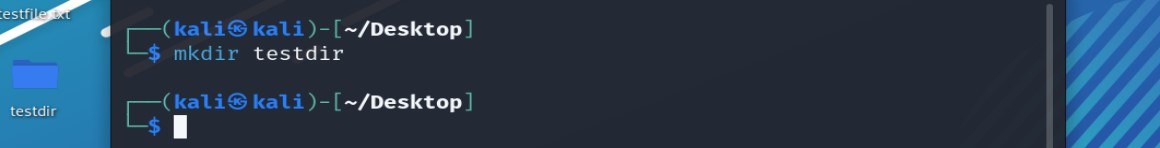 testfile.txt
testdir
┌──(kali㉿kali)-[~/Desktop]
└─$ mkdir testdir
┌──(kali㉿kali)-[~/Desktop]
└─$